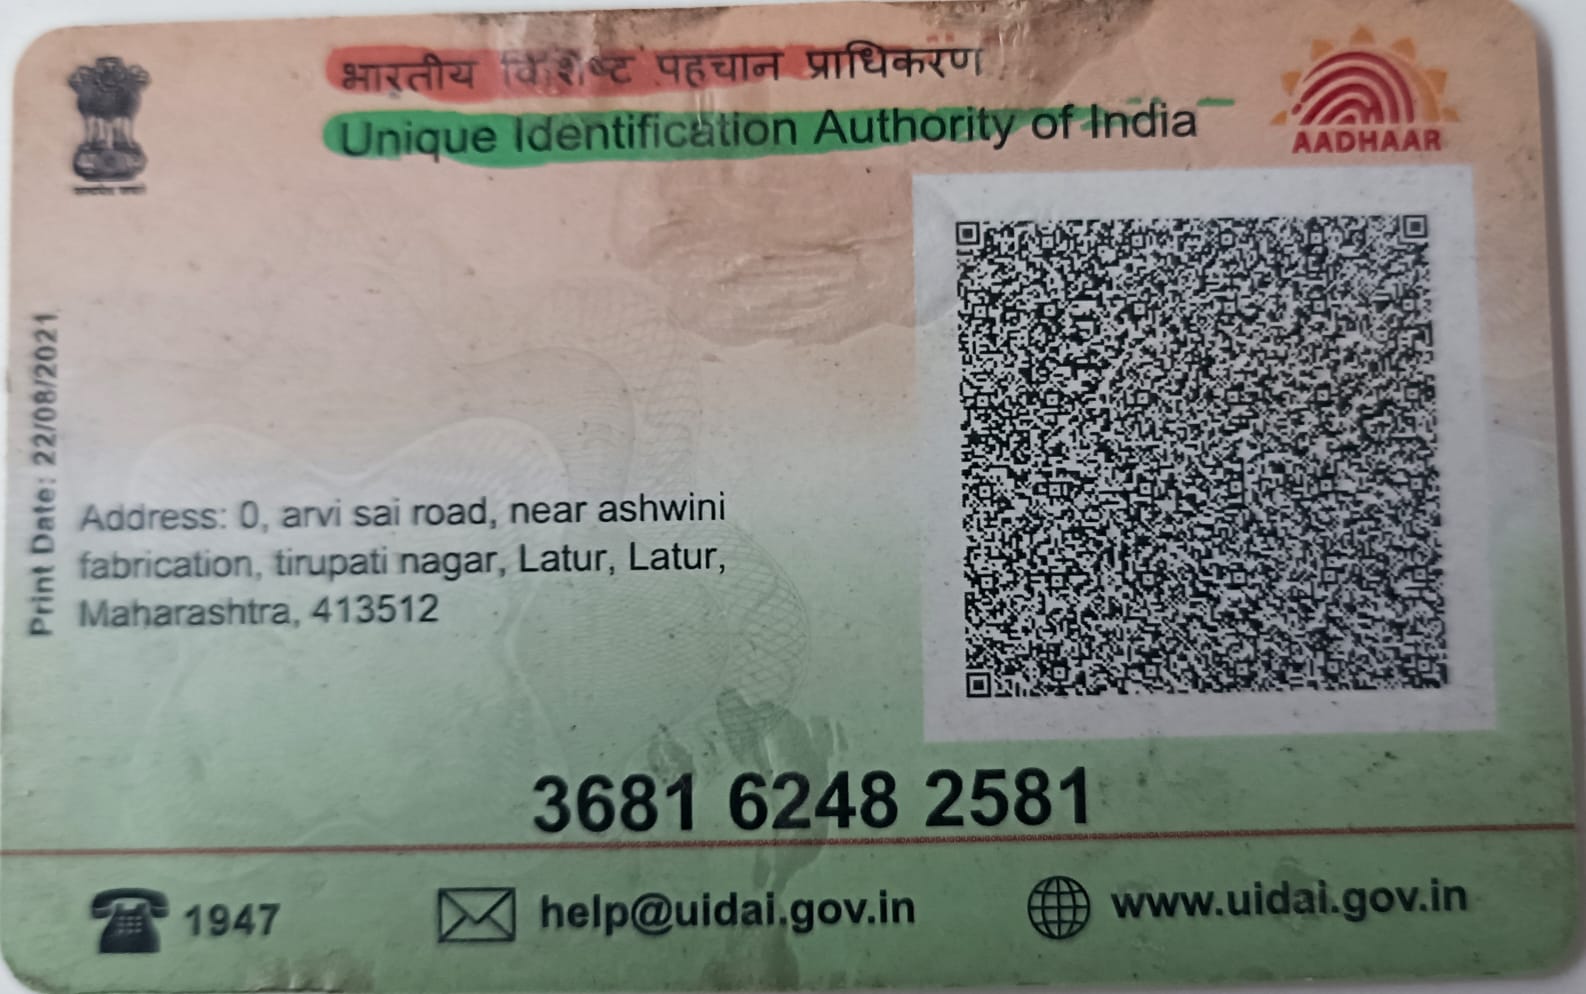 भारतीय विशिष्ट पहचान प्राधिकरण
Unique Identification Authority of India
AADHAAR
Print Date: 22/08/2021
Address: 0, arvi sai road, near ashwini
fabrication, tirupati nagar, Latur, Latur,
Maharashtra, 413512
3681 6248 2581
1947
help@uidai.gov.in
www.uidai.gov.in